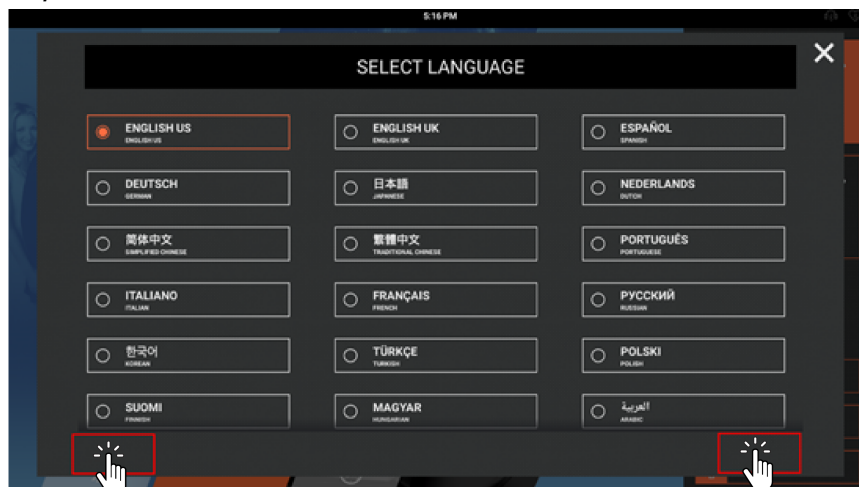 5:16 PM
SELECT LANGUAGE
ENGLISH US
ENGLISH US
ENGLISH UK
ENGLISH UK
ESPAÑOL
SPANISH
DEUTSCH
GERMAN
日本語
JAPANESE
NEDERLANDS
DUTCH
简体中文
SIMPLIFIED CHINESE
繁體中文
TRADITIONAL CHINESE
PORTUGUÊS
PORTUGUESE
ITALIANO
ITALIAN
FRANÇAIS
FRENCH
РУССКИЙ
RUSSIAN
한국어
KOREAN
TÜRKÇE
TURKISH
POLSKI
POLISH
SUOMI
FINNISH
MAGYAR
HUNGARIAN
العربية
ARABIC